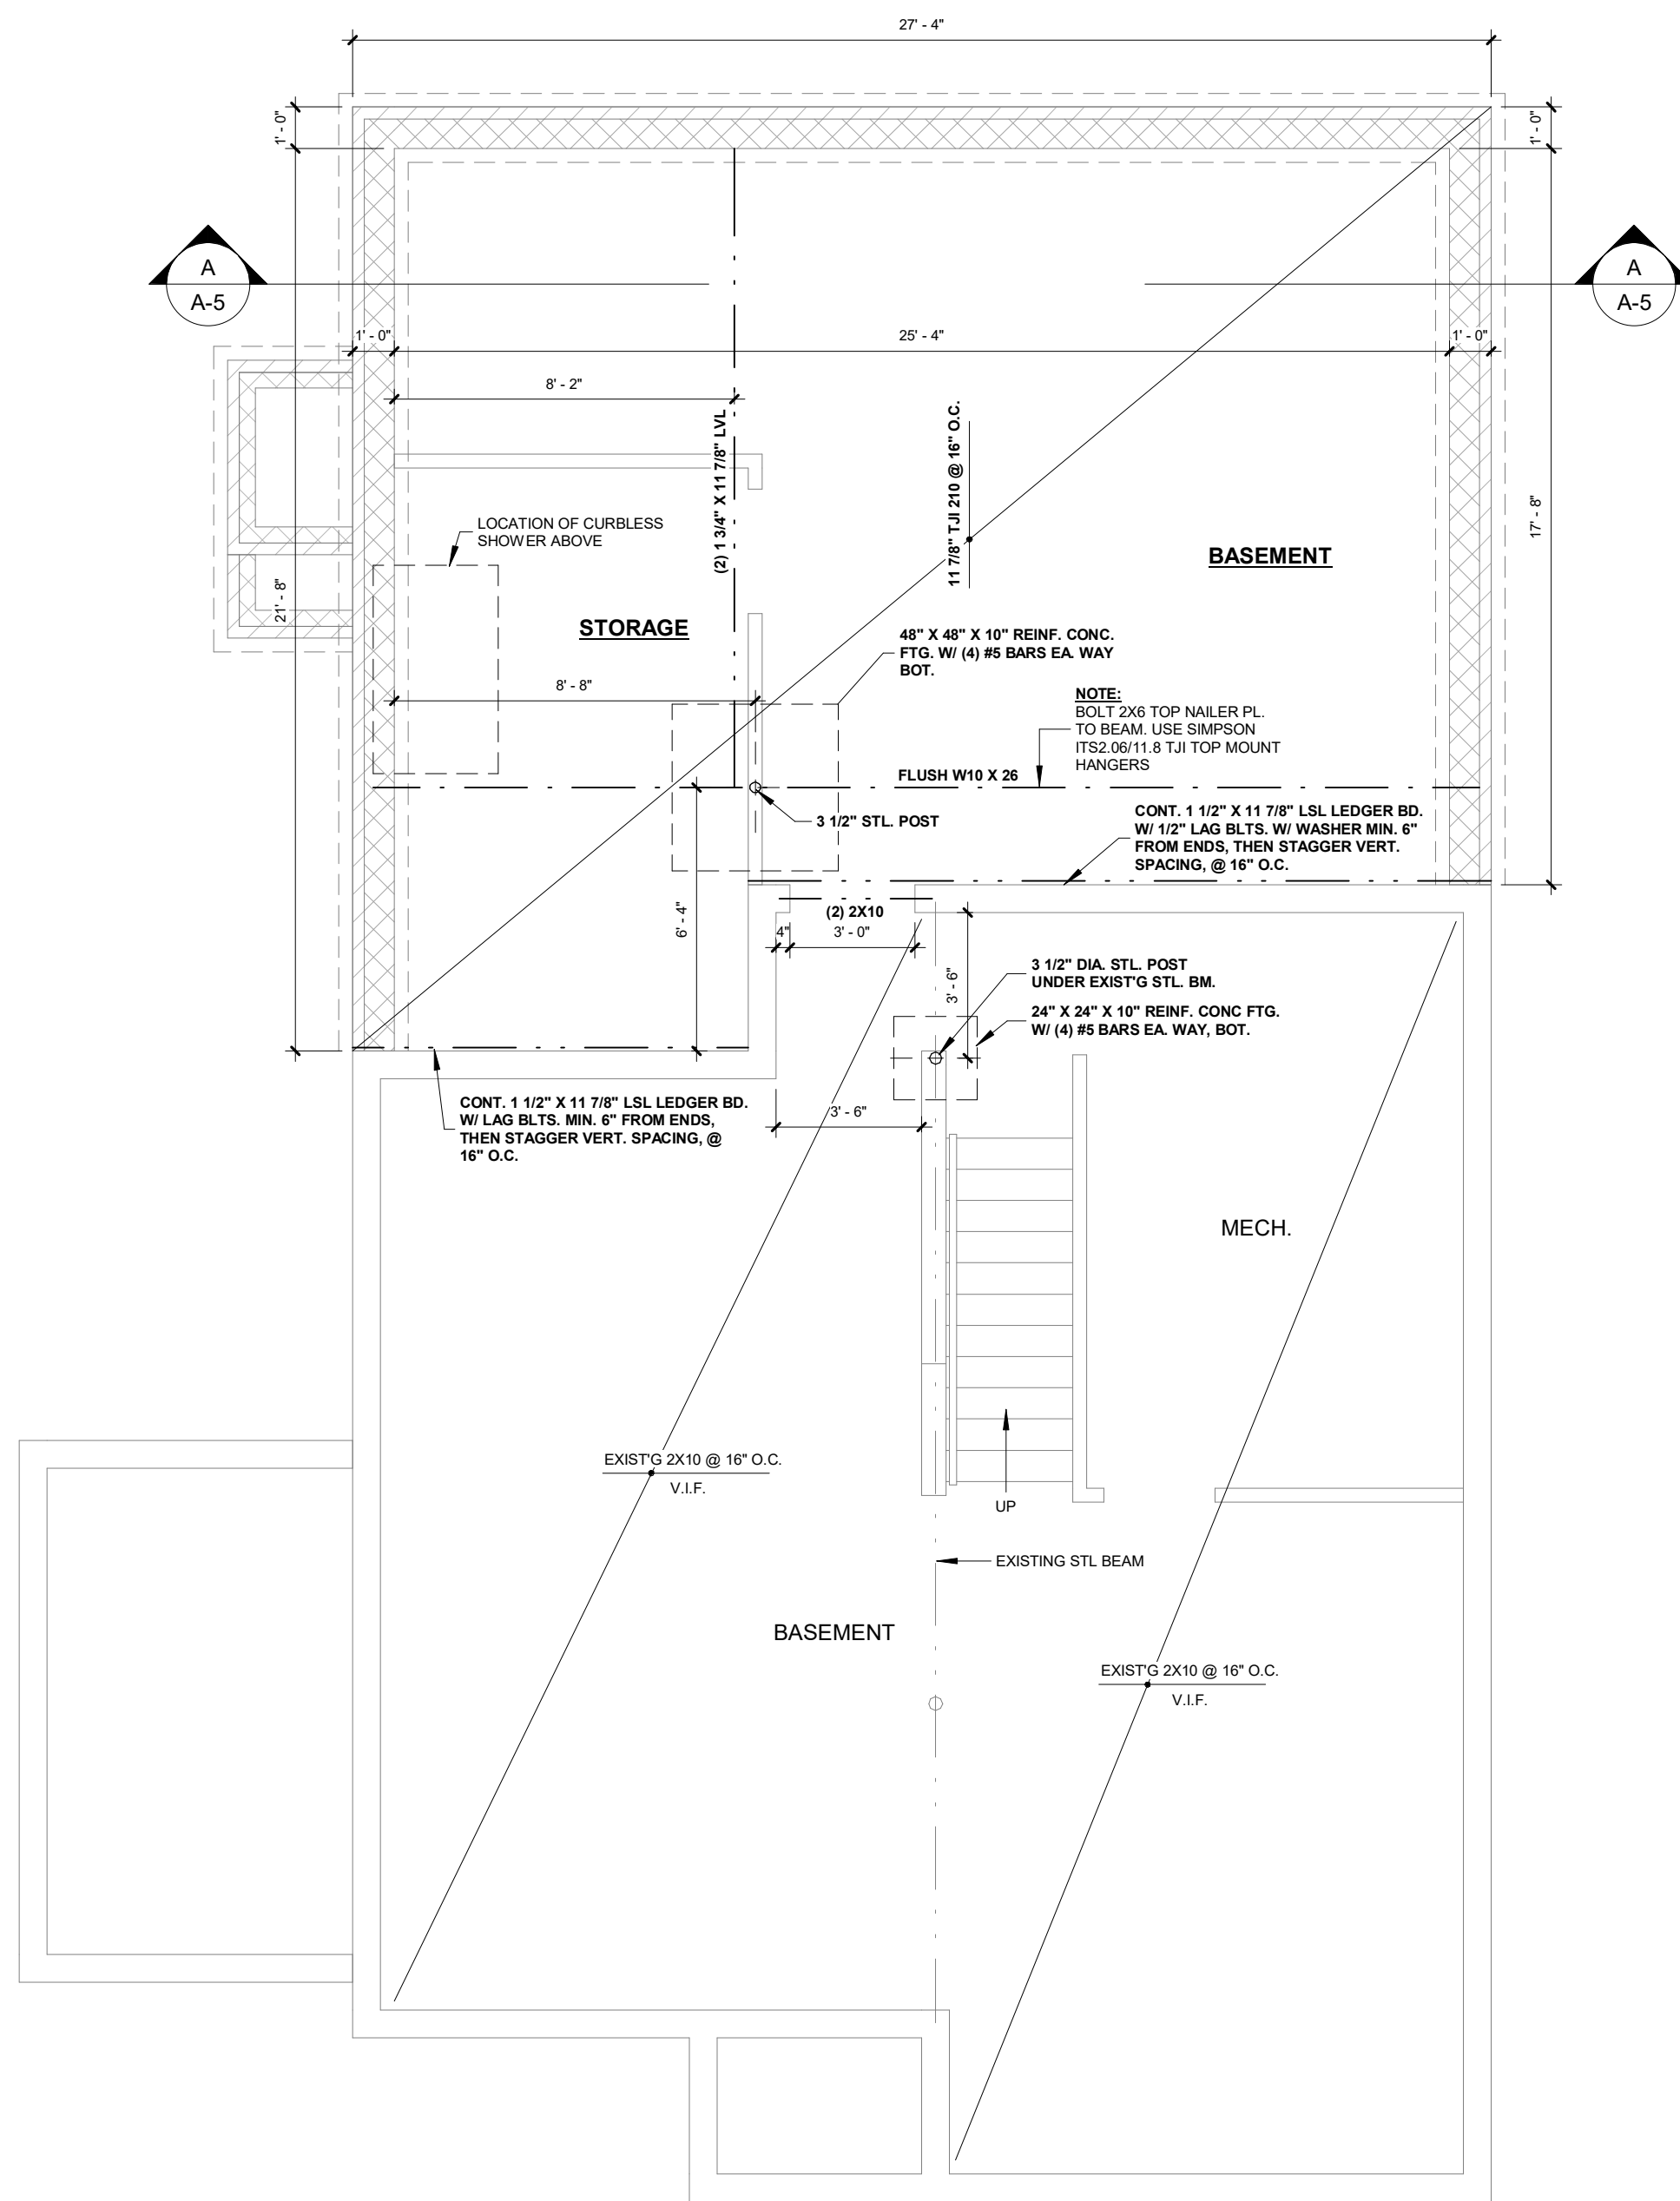 27' - 4"
1' - 0"
1' - 0"
A
A-5
A
A-5
1' - 0"
25' - 4"
1' - 0"
8' - 2"
(2) 1 3/4" X 11 7/8" LVL
11 7/8" TJI 210 @ 16" O.C.
17' - 8"
LOCATION OF CURBLESS
SHOWER ABOVE
BASEMENT
21' - 8"
STORAGE
48" X 48" X 10" REINF. CONC.
FTG. W/ (4) #5 BARS EA. WAY
BOT.
8' - 8"
NOTE:
BOLT 2X6 TOP NAILER PL.
TO BEAM. USE SIMPSON
ITS2.06/11.8 TJI TOP MOUNT
HANGERS
FLUSH W10 X 26
3 1/2" STL. POST
CONT. 1 1/2" X 11 7/8" LSL LEDGER BD.
W/ 1/2" LAG BLTS. W/ WASHER MIN. 6"
FROM ENDS, THEN STAGGER VERT.
SPACING, @ 16" O.C.
6' - 4"
(2) 2X10
4"
3' - 0"
3' - 6"
3 1/2" DIA. STL. POST
UNDER EXIST'G STL. BM.
24" X 24" X 10" REINF. CONC FTG.
W/ (4) #5 BARS EA. WAY, BOT.
CONT. 1 1/2" X 11 7/8" LSL LEDGER BD.
W/ LAG BLTS. MIN. 6" FROM ENDS,
THEN STAGGER VERT. SPACING, @
16" O.C.
3' - 6"
MECH.
EXIST'G 2X10 @ 16" O.C.
V.I.F.
UP
EXISTING STL BEAM
BASEMENT
EXIST'G 2X10 @ 16" O.C.
V.I.F.